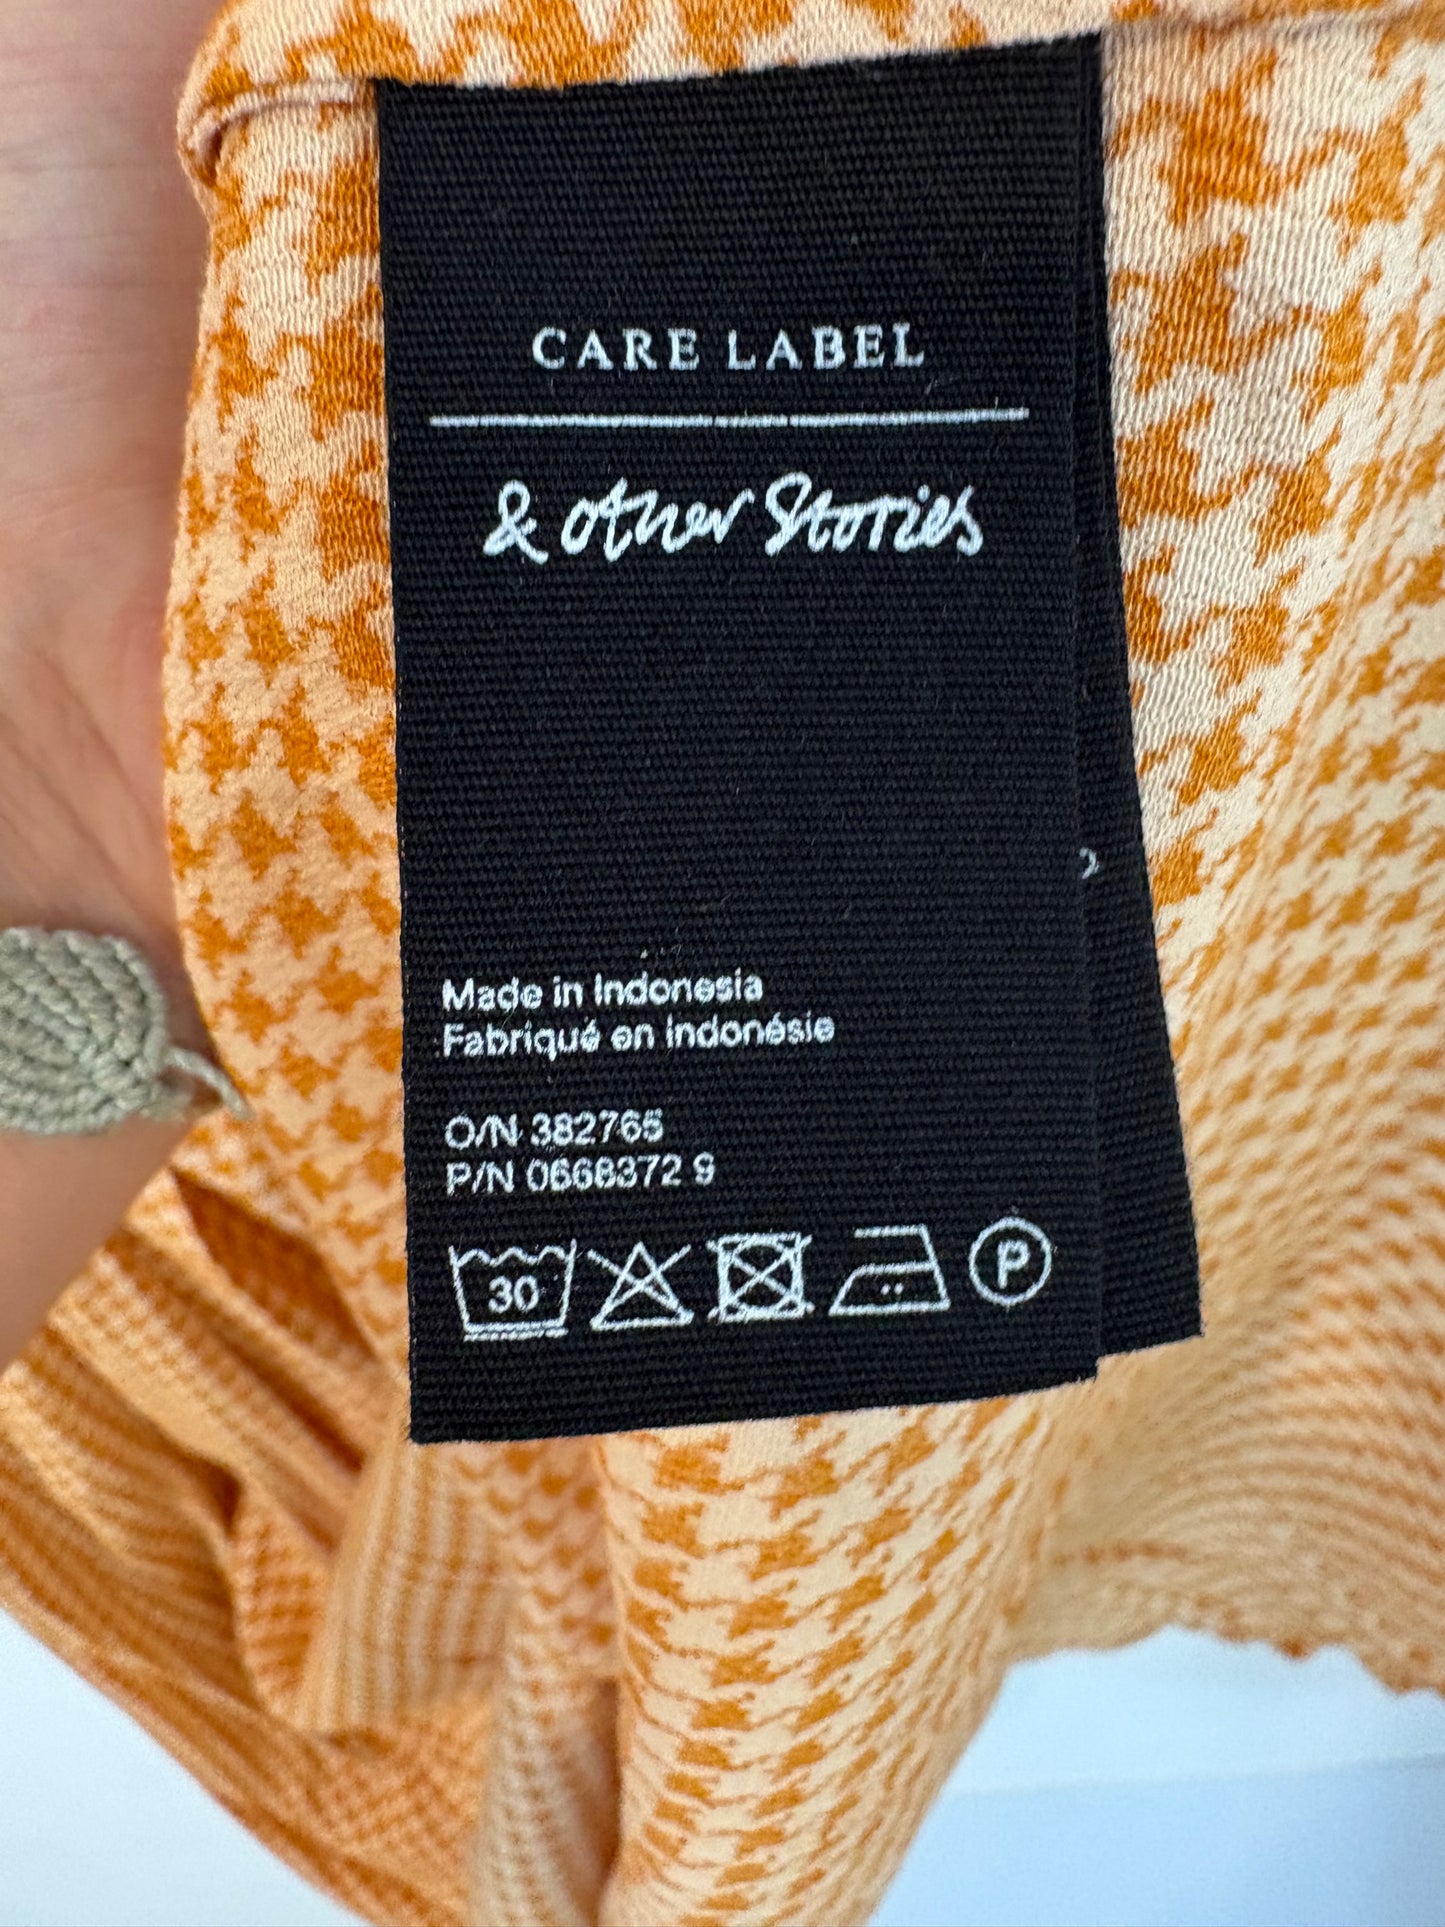 CARE LABEL
& other Stories
Made in Indonesia
Fabriqué en Indonésie
O/N 382765
P/N 0668372 9
30
P